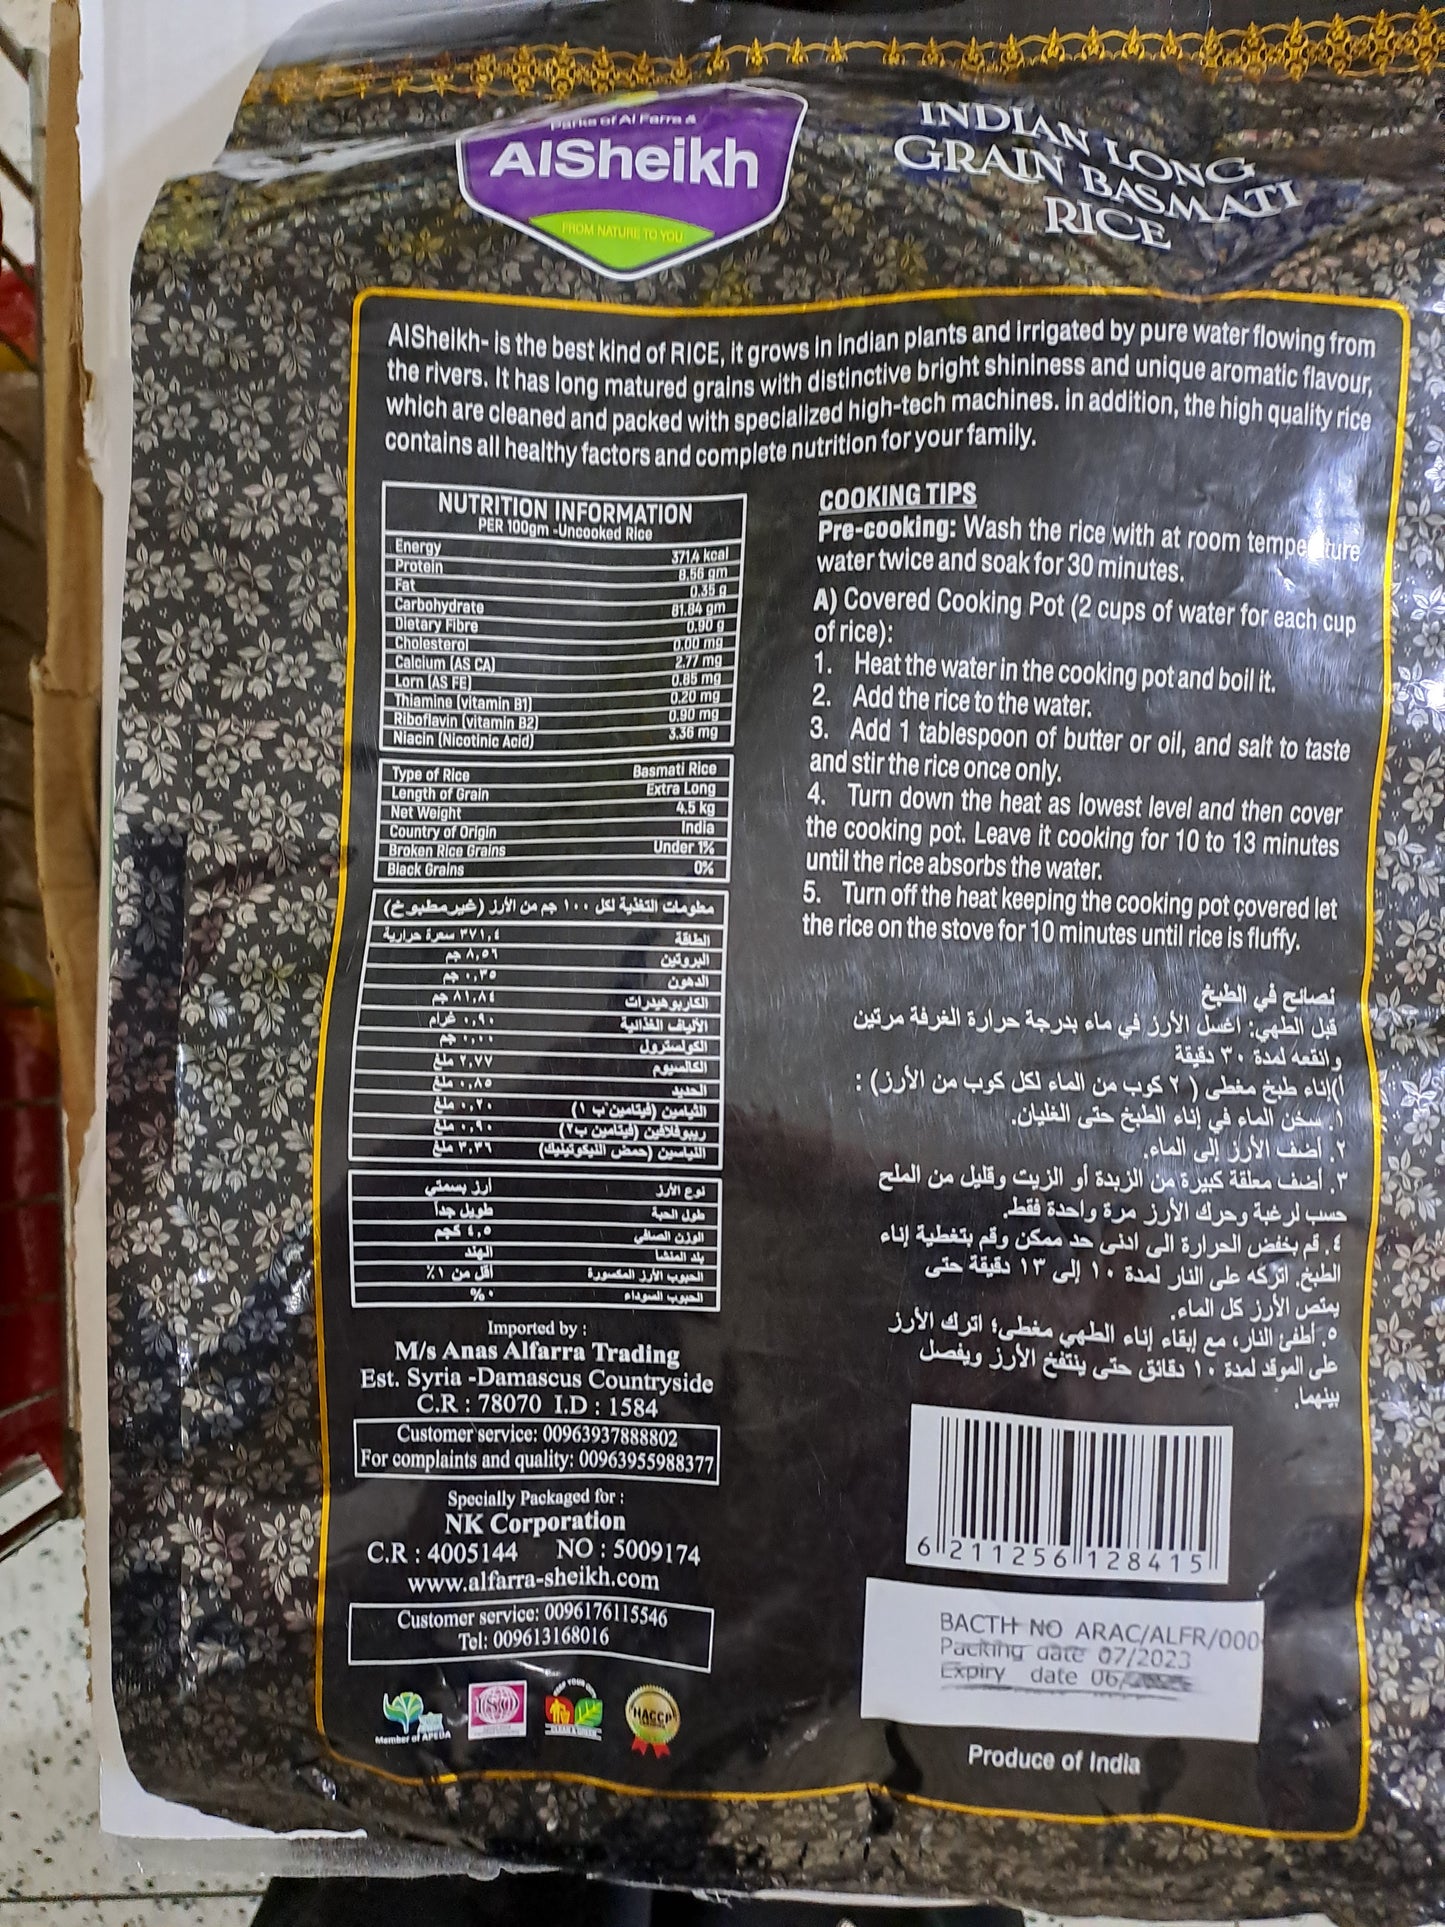 Parks of Al Farra &
AlSheikh
FROM NATURE TO YOU
INDIAN LONG
GRAIN BASMATI
RICE
AlSheikh- is the best kind of RICE, it grows in Indian plants and irrigated by pure water flowing from
the rivers. It has long matured grains with distinctive bright shininess and unique aromatic flavour,
which are cleaned and packed with specialized high-tech machines. in addition, the high quality rice
contains all healthy factors and complete nutrition for your family.
NUTRITION INFORMATION
PER 100gm -Uncooked Rice
Energy 371.4 kcal
Protein 8.56 gm
Fat 0.35 g
Carbohydrate 81.84 gm
Dietary Fibre 0.90 g
Cholesterol 0.00 mg
Calcium (AS CA) 2.77 mg
Lorn (AS FE) 0.85 mg
Thiamine (vitamin B1) 0.20 mg
Riboflavin (vitamin B2) 0.90 mg
Niacin (Nicotinic Acid) 3.36 mg
Type of Rice Basmati Rice
Length of Grain Extra Long
Net Weight 4.5 kg
Country of Origin India
Broken Rice Grains Under 1%
Black Grains 0%
معلومات التغذية لكل ١٠٠ جم من الأرز (غير مطبوخ)
الطاقة ٣٧١,٤ سعرة حرارية
البروتين ٨,٥٦ جم
الدهون ٠,٣٥ جم
الكاربوهيدرات ٨١,٨٤ جم
الألياف الغذائية ٠,٩٠ غرام
الكولسترول ٠,٠٠ جم
الكالسيوم ٢,٧٧ ملغ
الحديد ٠,٨٥ ملغ
الثيامين (فيتامين ب ١) ٠,٢٠ ملغ
ريبوفلافين (فيتامين ب٢) ٠,٩٠ ملغ
النياسين (حمض النيكوتينيك) ٣,٣٦ ملغ
نوع الأرز أرز بسمتي
طول الحبة طويل جداً
الوزن الصافي ٤,٥ كجم
بلد المنشأ الهند
الحبوب الأرز المكسورة أقل من ١٪
الحبوب السوداء ٠%
Imported by :
M/s Anas Alfarra Trading
Est. Syria -Damascus Countryside
C.R : 78070 I.D : 1584
Customer service: 00963937888802
For complaints and quality: 00963955988377
Specially Packaged for :
NK Corporation
C.R : 4005144 NO : 5009174
www.alfarra-sheikh.com
Customer service: 0096176115546
Tel: 009613168016
Member of APEDA
ISO
HACCP
COOKING TIPS
Pre-cooking: Wash the rice with at room temperature
water twice and soak for 30 minutes.
A) Covered Cooking Pot (2 cups of water for each cup
of rice):
1. Heat the water in the cooking pot and boil it.
2. Add the rice to the water.
3. Add 1 tablespoon of butter or oil, and salt to taste
and stir the rice once only.
4. Turn down the heat as lowest level and then cover
the cooking pot. Leave it cooking for 10 to 13 minutes
until the rice absorbs the water.
5. Turn off the heat keeping the cooking pot covered let
the rice on the stove for 10 minutes until rice is fluffy.
نصائح في الطبخ
قبل الطهي: اغسل الأرز في ماء بدرجة حرارة الغرفة مرتين
وانقعه لمدة ٣٠ دقيقة
أ)إناء طبخ مغطى ( ٢ كوب من الماء لكل كوب من الأرز) :
١. سخن الماء في إناء الطبخ حتى الغليان.
٢. أضف الأرز إلى الماء.
٣. أضف معلقة كبيرة من الزبدة أو الزيت وقليل من الملح
حسب لرغبة وحرك الأرز مرة واحدة فقط.
٤. قم بخفض الحرارة الى ادنى حد ممكن وقم بتغطية إناء
الطبخ. اتركه على النار لمدة ١٠ إلى ١٣ دقيقة حتى
يمتص الأرز كل الماء.
٥. أطفئ النار، مع إبقاء إناء الطهي مغطى؛ اترك الأرز
على الموقد لمدة ١٠ دقائق حتى ينتفخ الأرز ويفصل
بينهما.
6 211256 128415
BACTH NO ARAC/ALFR/000
Packing date 07/2023
Expiry date 06/
Produce of India